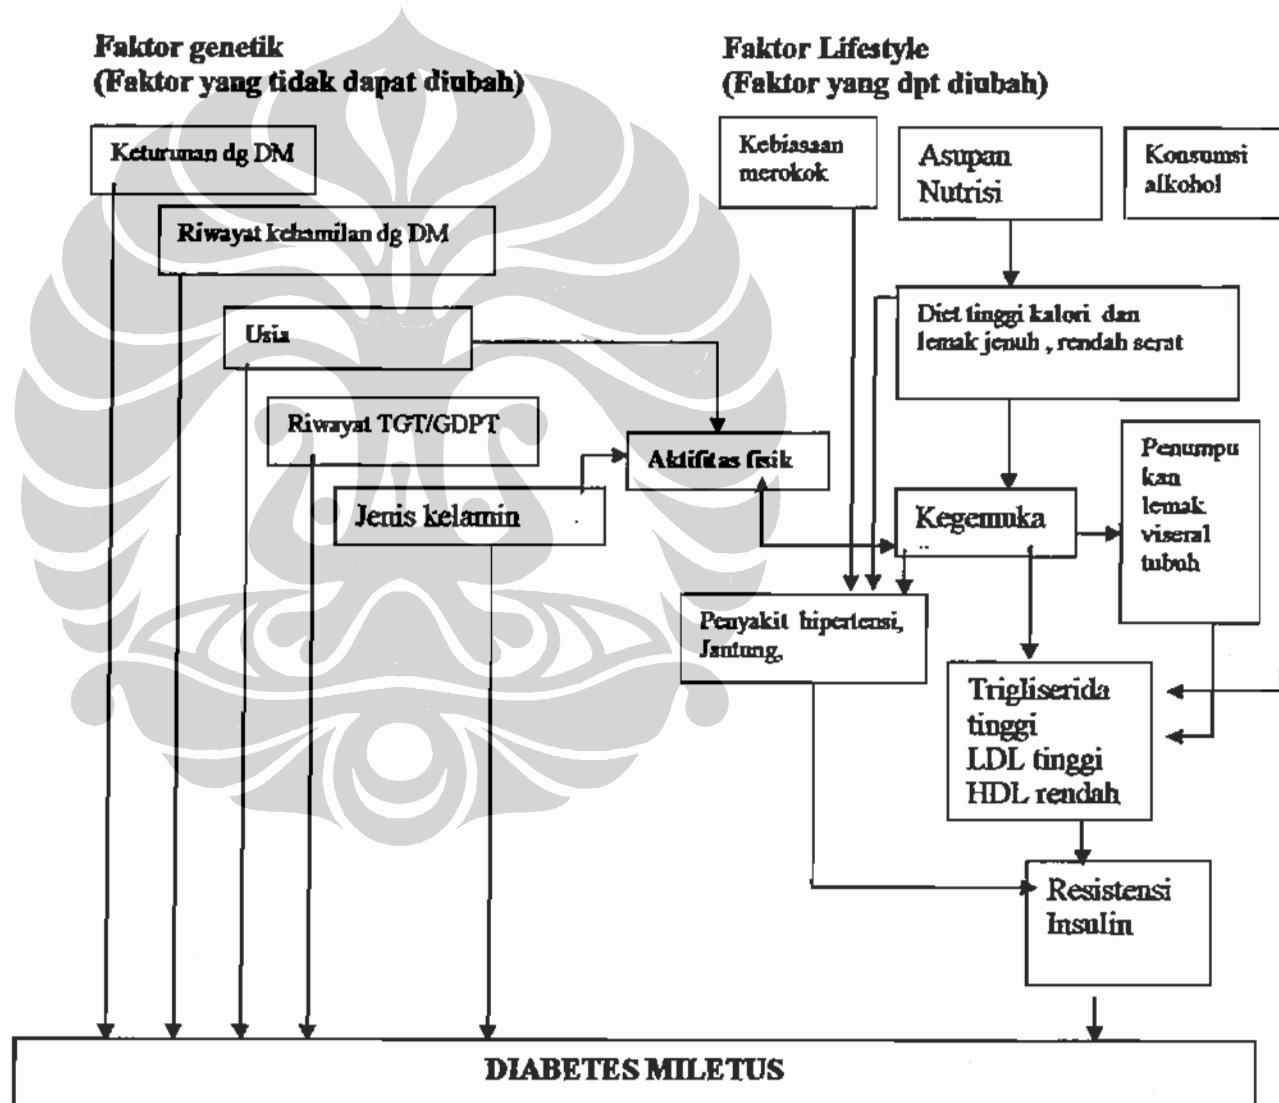 Faktor genetik
(Faktor yang tidak dapat diubah)
Faktor Lifestyle
(Faktor yang dpt diubah)
Keturunan dg DM
Riwayat kehamilan dg DM
Usia
Riwayat TGT/GDPT
Jenis kelamin
Aktifitas fisik
Kebiasaan
merokok
Asupan
Nutrisi
Konsumsi
alkohol
Diet tinggi kalori dan
lemak jenuh , rendah serat
Kegemuka
Penumpu
kan
lemak
viseral
tubuh
Penyakit hipertensi,
Jantung,
Trigliserida
tinggi
LDL tinggi
HDL rendah
Resistensi
Insulin
DIABETES MILETUS